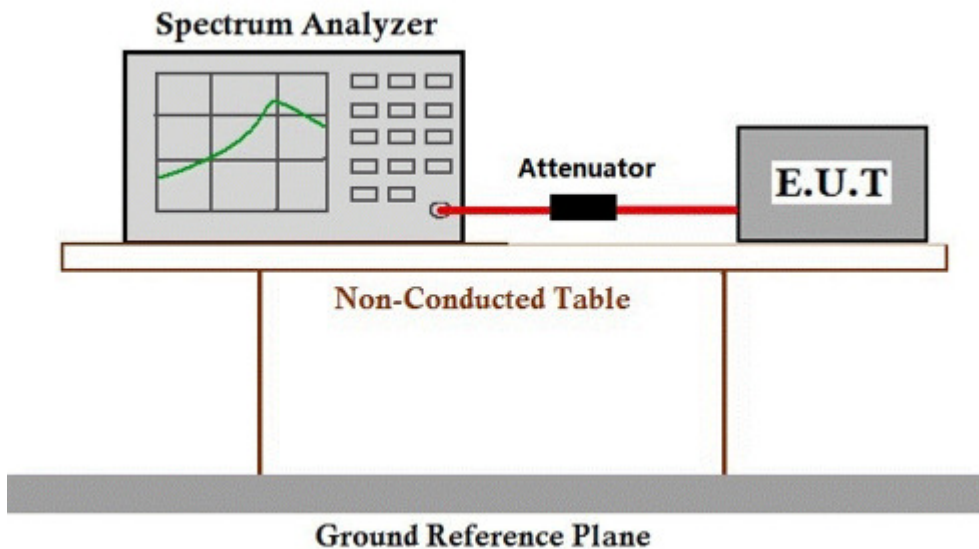 Spectrum Analyzer
Attenuator
E.U.T
Non-Conducted Table
Ground Reference Plane